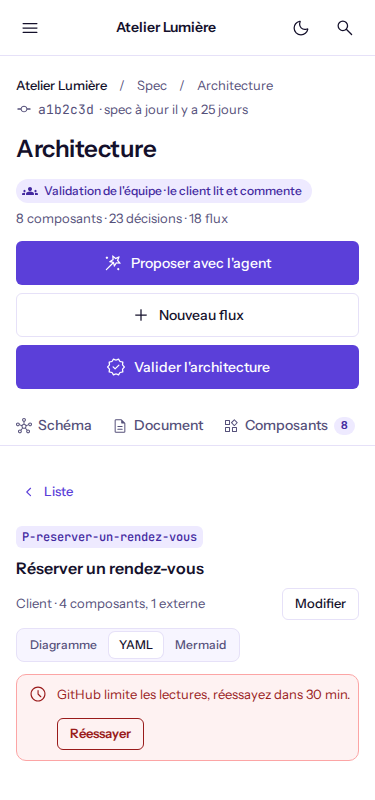 Atelier Lumière
Atelier Lumière / Spec / Architecture
a1b2c3d · spec à jour il y a 25 jours
Architecture
Validation de l'équipe · le client lit et commente
8 composants · 23 décisions · 18 flux
Proposer avec l'agent
Nouveau flux
Valider l'architecture
Schéma Document Composants 8
Liste
P-reserver-un-rendez-vous
Réserver un rendez-vous
Client · 4 composants, 1 externe Modifier
Diagramme YAML Mermaid
GitHub limite les lectures, réessayez dans 30 min.
Réessayer